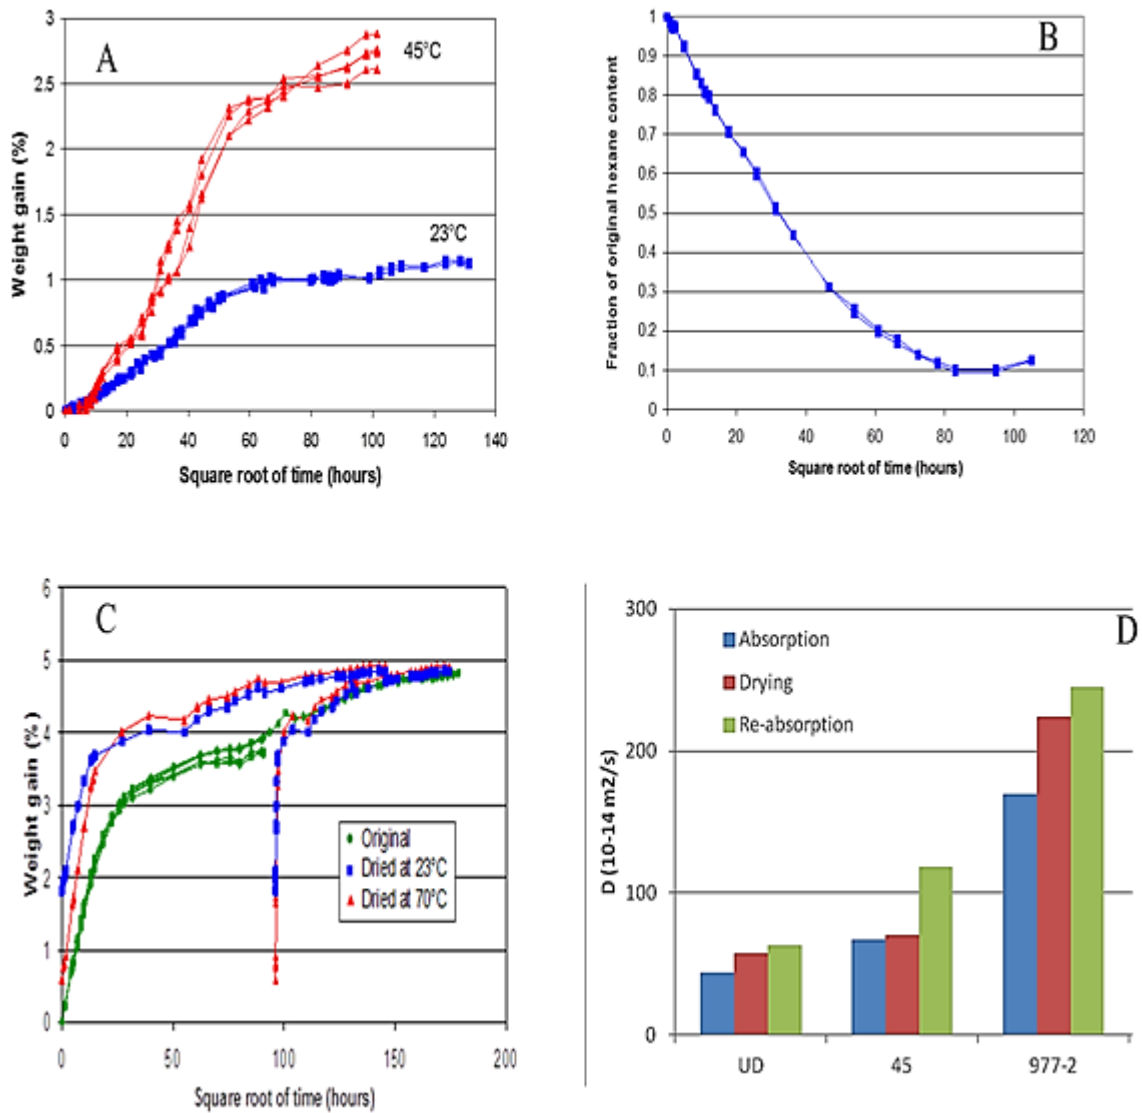 A
45°C
23°C
3
2.5
2
1.5
1
0.5
0
0 20 40 60 80 100 120 140
Weight gain (%)
Square root of time (hours)
B
1
0.9
0.8
0.7
0.6
0.5
0.4
0.3
0.2
0.1
0
0 20 40 60 80 100 120
Fraction of original hexane content
Square root of time (hours)
C
6
5
4
3
2
1
0
0 50 100 150 200
Weight gain (%)
Square root of time (hours)
Original
Dried at 23°C
Dried at 70°C
D
300
200
100
0
D (10-14 m2/s)
Absorption
Drying
Re-absorption
UD 45 977-2